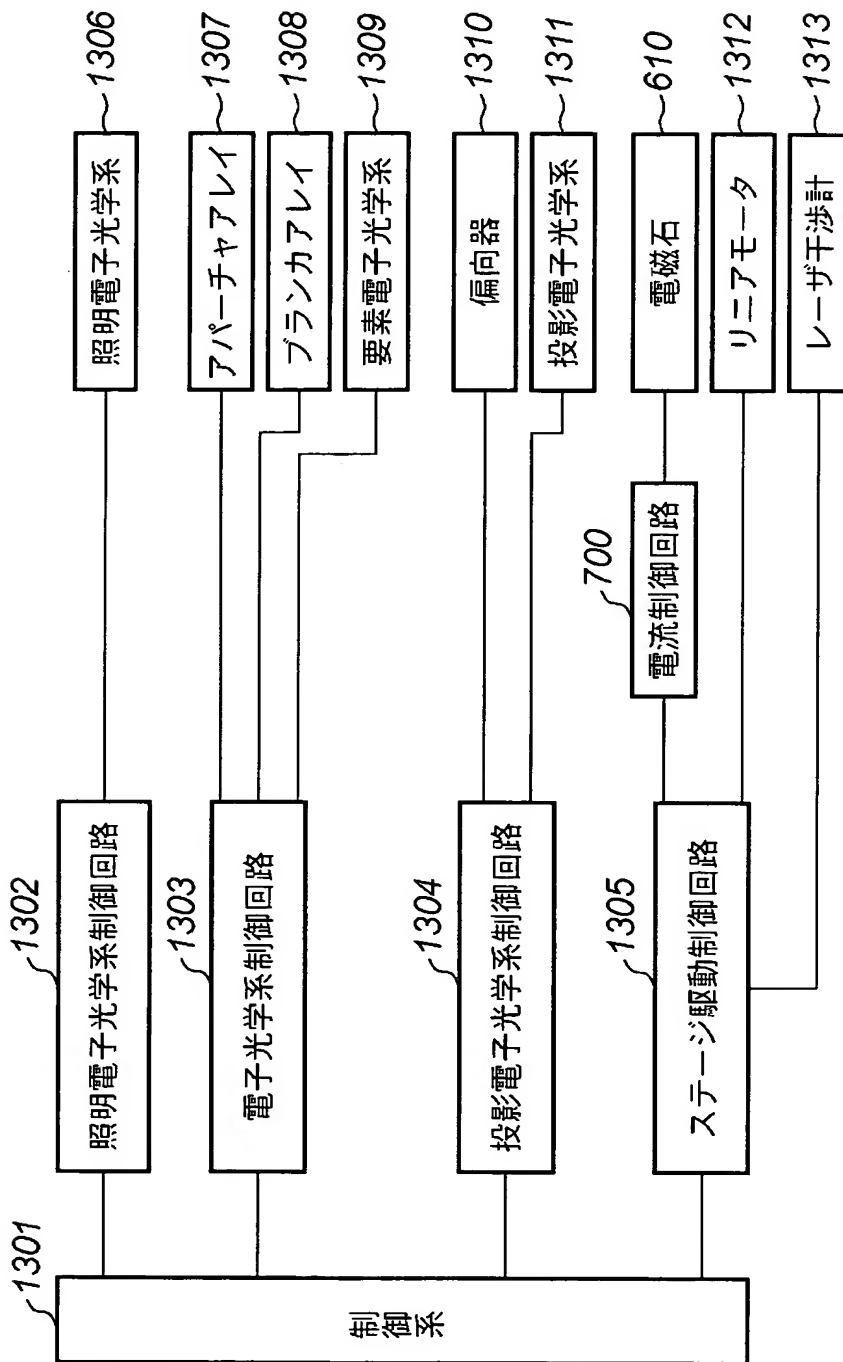 1301
制御系
1302
照明電子光学系制御回路
1303
電子光学系制御回路
1304
投影電子光学系制御回路
1305
ステージ駆動制御回路
700
電流制御回路
照明電子光学系
1306
アパーチャアレイ
1307
ブランカアレイ
1308
要素電子光学系
1309
偏向器
1310
投影電子光学系
1311
電磁石
610
リニアモータ
1312
レーザ干渉計
1313